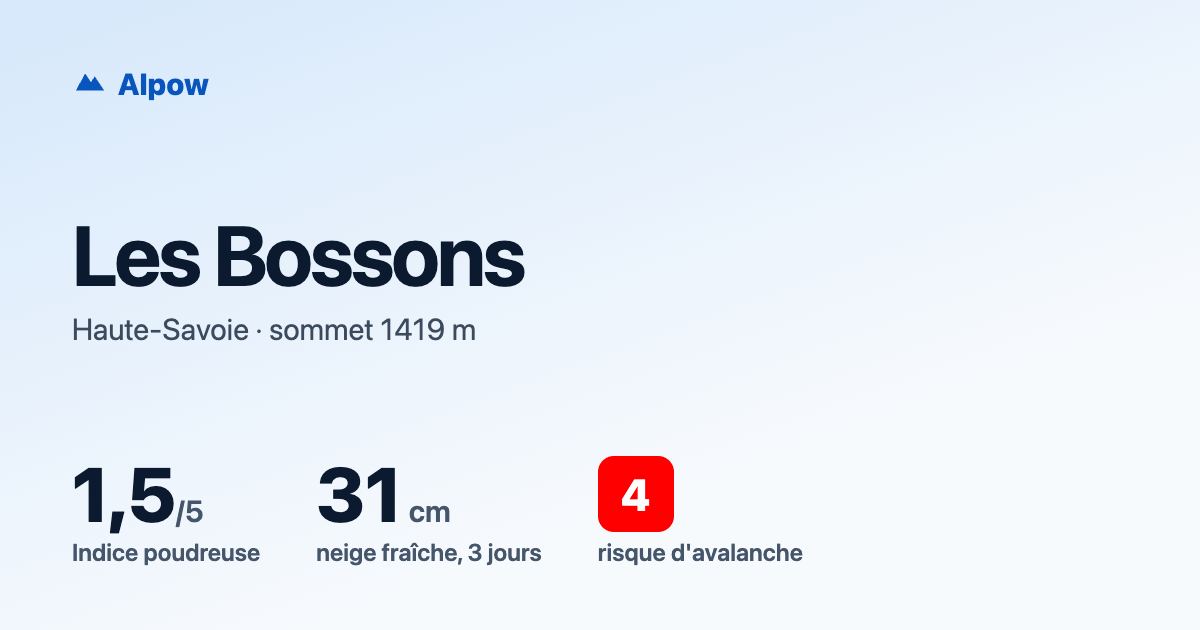 Alpow
Les Bossons
Haute-Savoie · sommet 1419 m
1,5/5
Indice poudreuse
31 cm
neige fraîche, 3 jours
4
risque d'avalanche